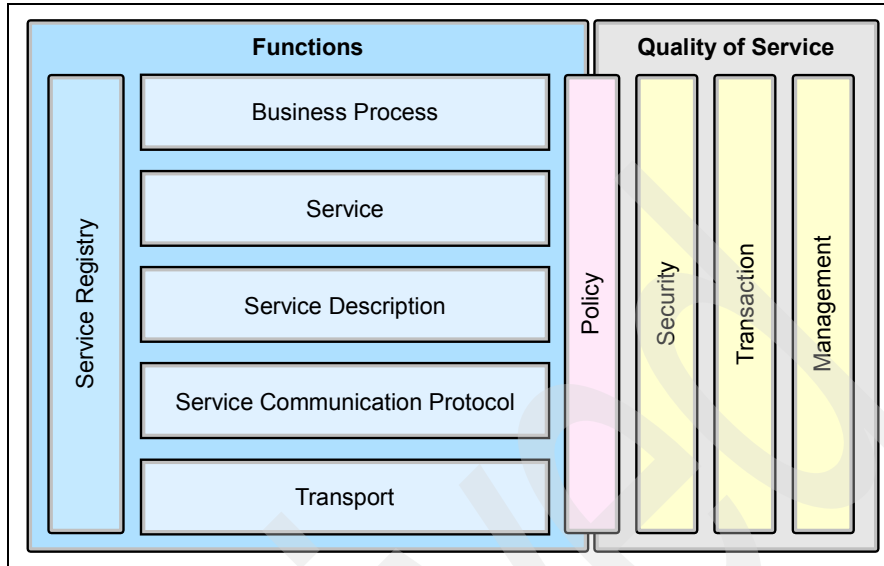 Functions
Quality of Service
Service Registry
Business Process
Service
Service Description
Service Communication Protocol
Transport
Policy
Security
Transaction
Management